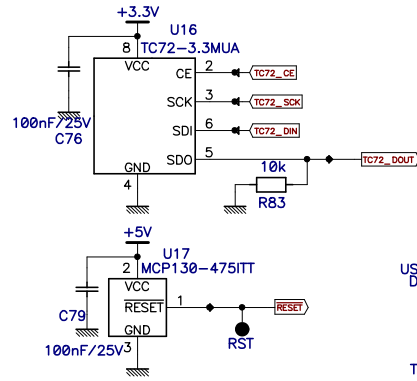 +3.3V
U16
8 TC72-3.3MUA
VCC
CE 2 TC72_CE
SCK 3 TC72_SCK
100nF/25V
C76
SDI 6 TC72_DIN
SDO 5 TC72_DOUT
GND
4
10k
R83
+5V
U17
2 MCP130-475ITT
VCC
RESET 1 RESET
C79
GND
100nF/25V 3
RST
US
D
T